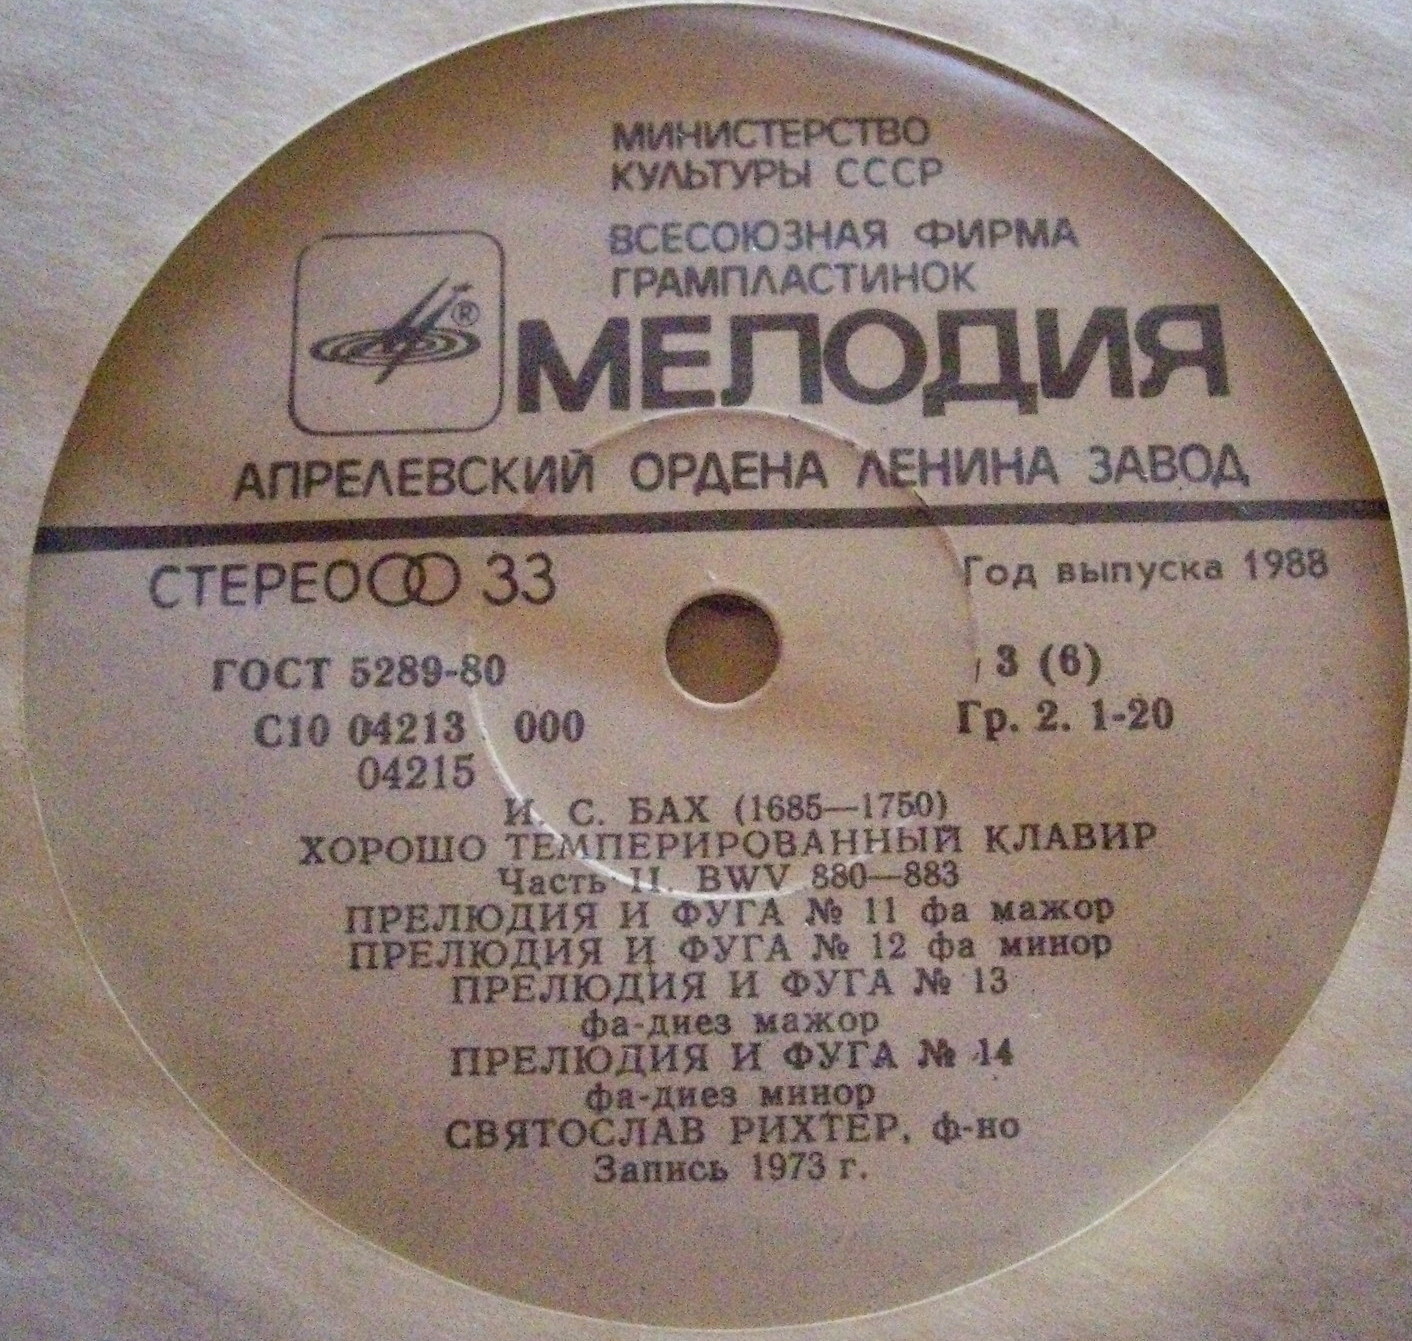 МИНИСТЕРСТВО
КУЛЬТУРЫ СССР
ВСЕСОЮЗНАЯ ФИРМА
ГРАМПЛАСТИНОК
®
МЕЛОДИЯ
АПРЕЛЕВСКИЙ ОРДЕНА ЛЕНИНА ЗАВОД
СТЕРЕО 33
Год выпуска 1988
ГОСТ 5289-80
3 (6)
С10 04213 000
Гр. 2. 1-20
04215
И. С. БАХ (1685—1750)
ХОРОШО ТЕМПЕРИРОВАННЫЙ КЛАВИР
Часть II. BWV 880—883
ПРЕЛЮДИЯ И ФУГА № 11 фа мажор
ПРЕЛЮДИЯ И ФУГА № 12 фа минор
ПРЕЛЮДИЯ И ФУГА № 13
фа-диез мажор
ПРЕЛЮДИЯ И ФУГА № 14
фа-диез минор
СВЯТОСЛАВ РИХТЕР, ф-но
Запись 1973 г.